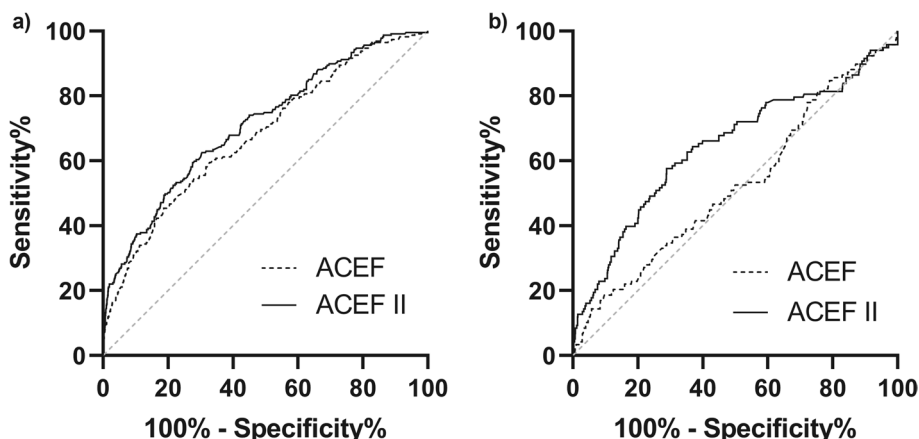 a)
Sensitivity%
100
80
60
40
20
0
0 20 40 60 80 100
100% - Specificity%
ACEF
ACEF II
b)
Sensitivity%
100
80
60
40
20
0
0 20 40 60 80 100
100% - Specificity%
ACEF
ACEF II